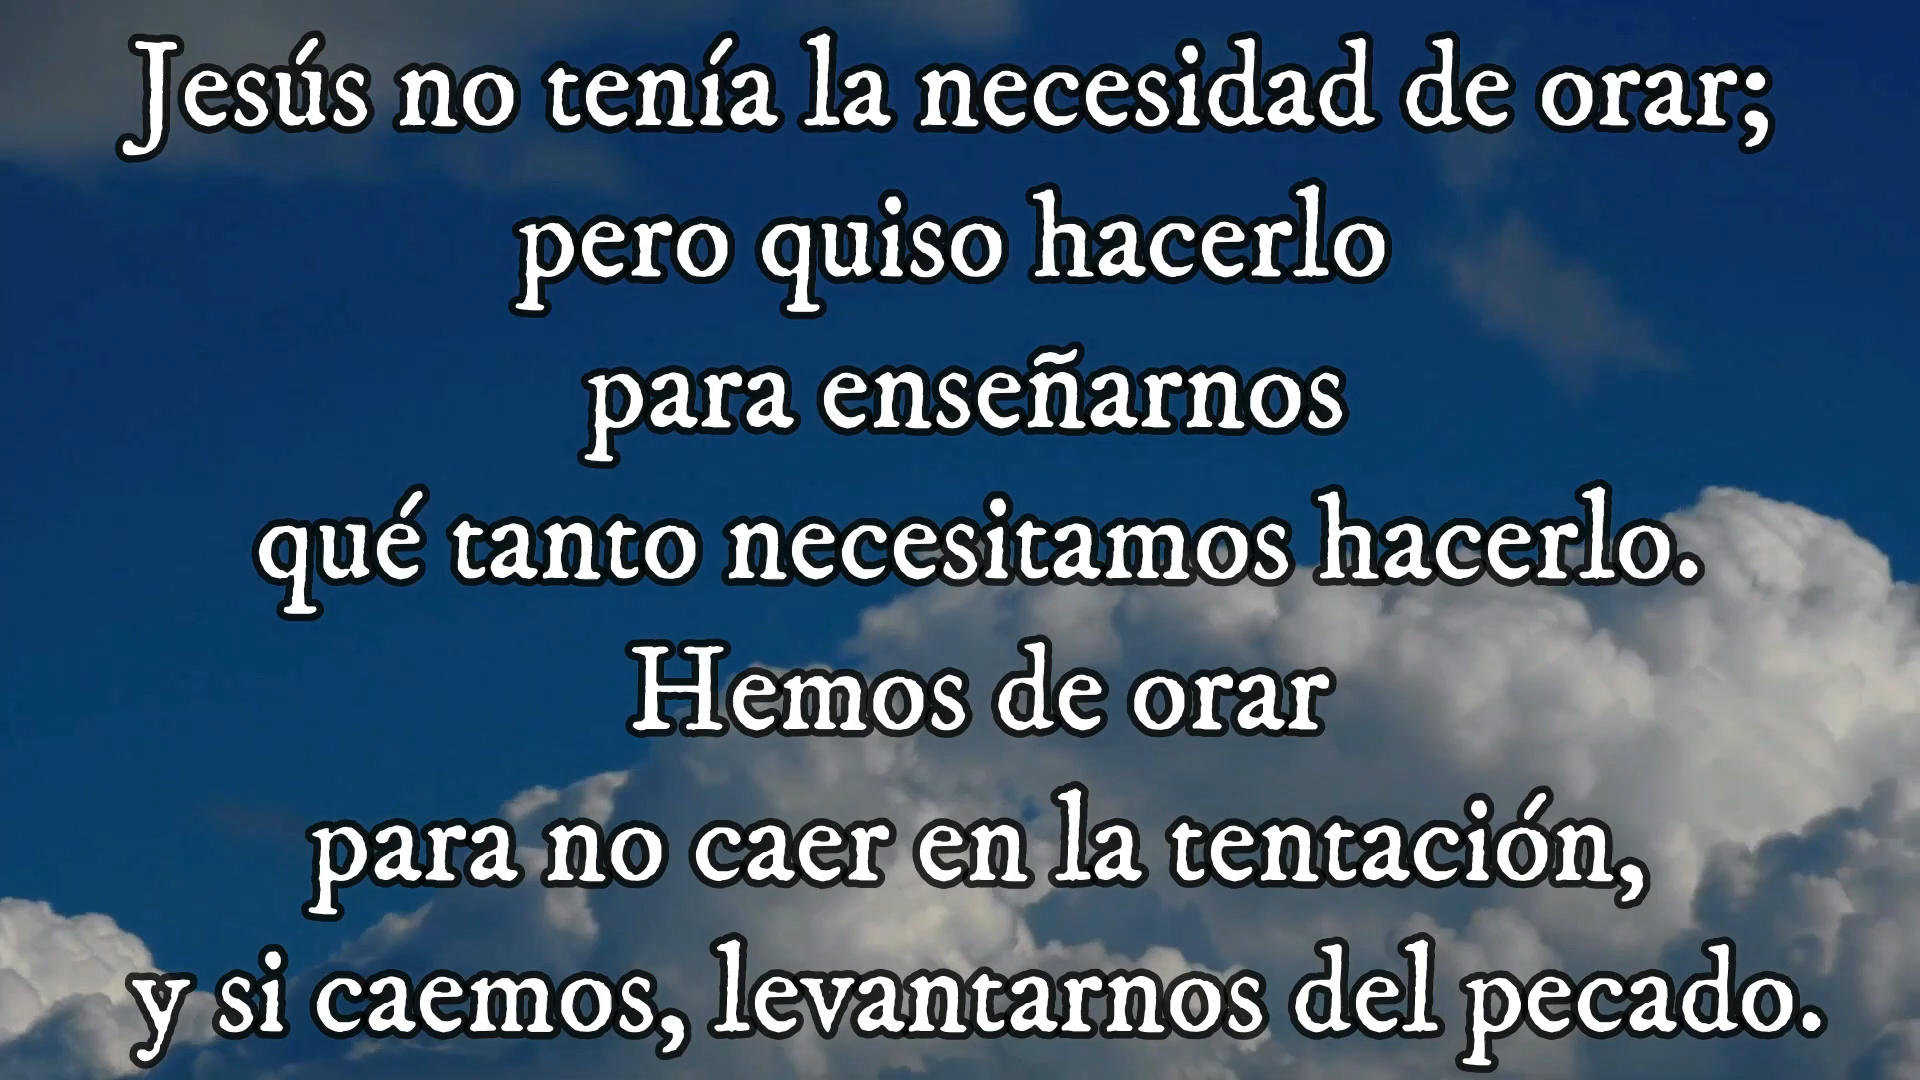 Jesús no tenía la necesidad de orar;
pero quiso hacerlo
para enseñarnos
qué tanto necesitamos hacerlo.
Hemos de orar
para no caer en la tentación,
y si caemos, levantarnos del pecado.